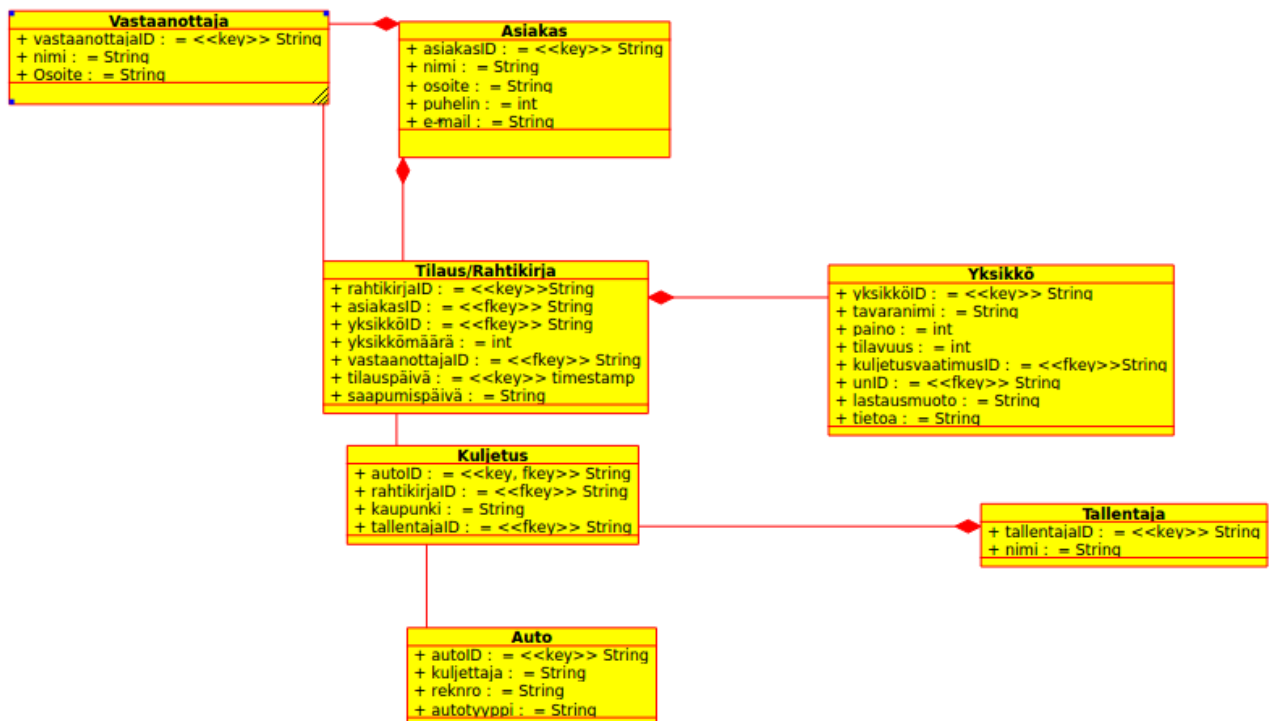 Vastaanottaja
+ vastaanottajaID : = <<key>> String
+ nimi : = String
+ Osoite : = String
Asiakas
+ asiakasID : = <<key>> String
+ nimi : = String
+ osoite : = String
+ puhelin : = int
+ e-mail : = String
Tilaus/Rahtikirja
+ rahtikirjaID : = <<key>>String
+ asiakasID : = <<fkey>> String
+ yksikköID : = <<fkey>> String
+ yksikkömäärä : = int
+ vastaanottajaID : = <<fkey>> String
+ tilauspäivä : = <<key>> timestamp
+ saapumispäivä : = String
Yksikkö
+ yksikköID : = <<key>> String
+ tavaranimi : = String
+ paino : = int
+ tilavuus : = int
+ kuljetusvaatimusID : = <<fkey>>String
+ unID : = <<fkey>> String
+ lastausmuoto : = String
+ tietoa : = String
Kuljetus
+ autoID : = <<key, fkey>> String
+ rahtikirjaID : = <<fkey>> String
+ kaupunki : = String
+ tallentajaID : = <<fkey>> String
Tallentaja
+ tallentajaID : = <<key>> String
+ nimi : = String
Auto
+ autoID : = <<key>> String
+ kuljettaja : = String
+ reknro : = String
+ autotyyppi : = String